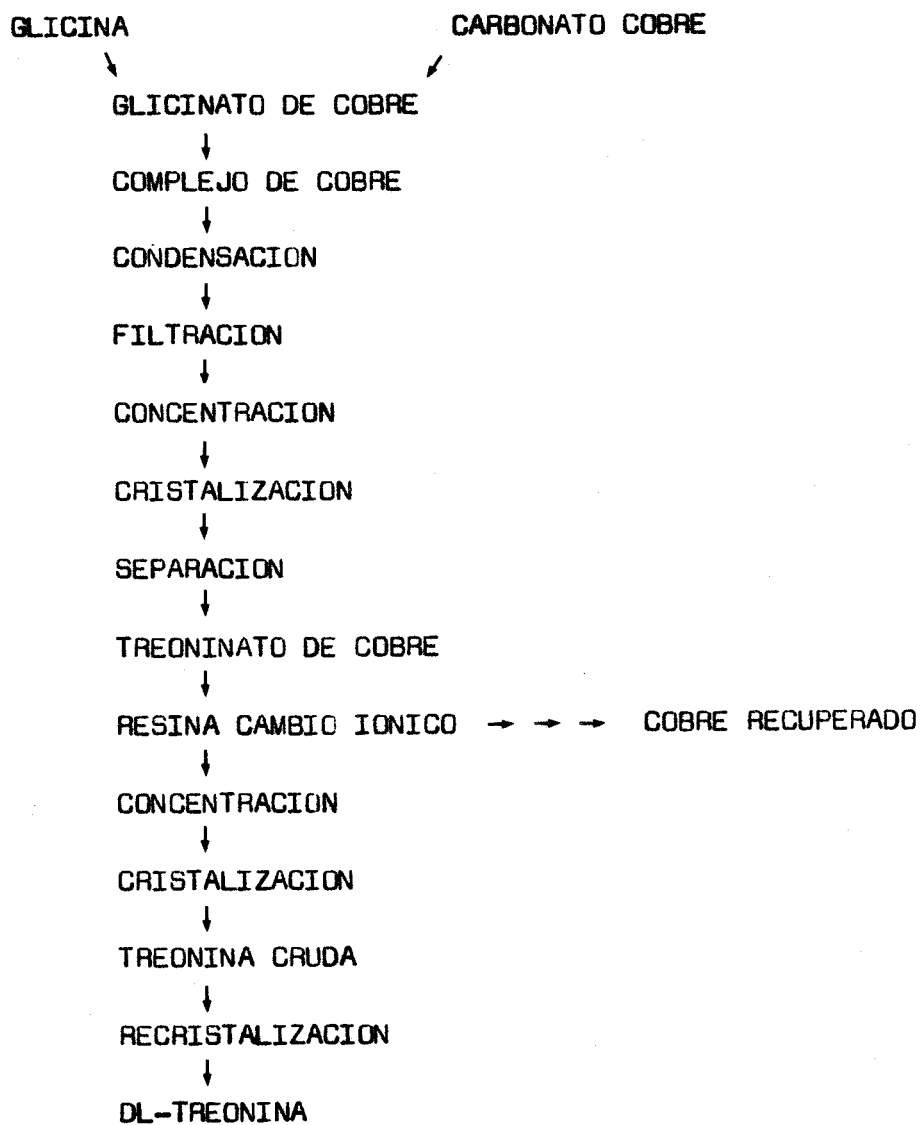 GLICINA CARBONATO COBRE
GLICINATO DE COBRE
COMPLEJO DE COBRE
CONDENSACION
FILTRACION
CONCENTRACION
CRISTALIZACION
SEPARACION
TREONINATO DE COBRE
RESINA CAMBIO IONICO → → → COBRE RECUPERADO
CONCENTRACION
CRISTALIZACION
TREONINA CRUDA
RECRISTALIZACION
DL-TREONINA